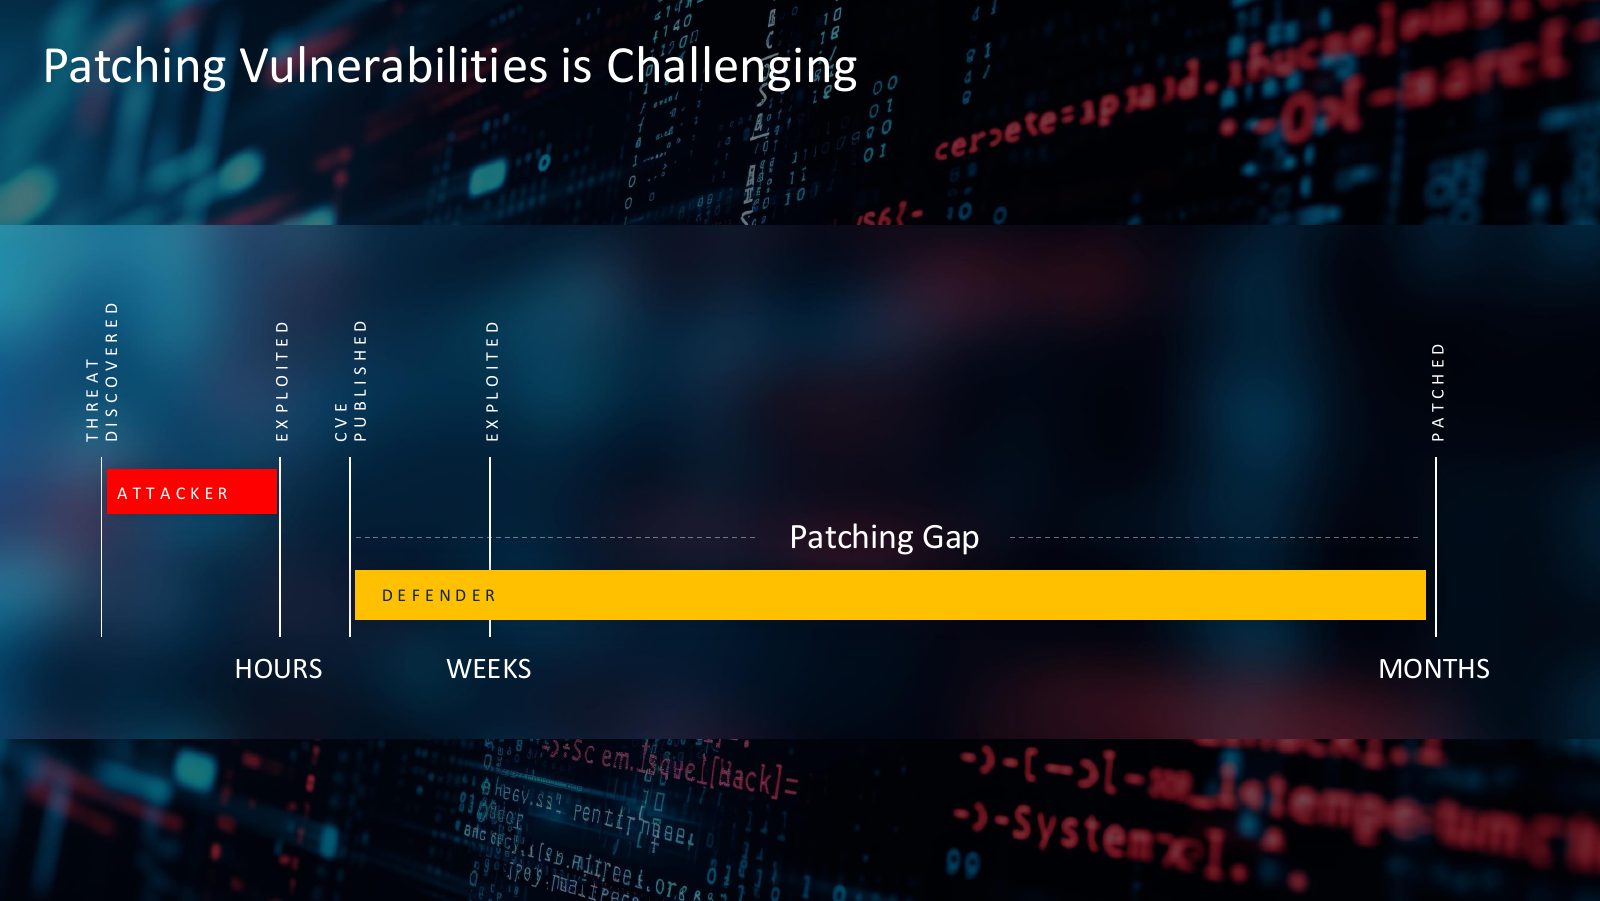 Patching Vulnerabilities is Challenging
THREAT
DISCOVERED
EXPLOITED
CVE
PUBLISHED
EXPLOITED
PATCHED
ATTACKER
Patching Gap
DEFENDER
HOURS
WEEKS
MONTHS